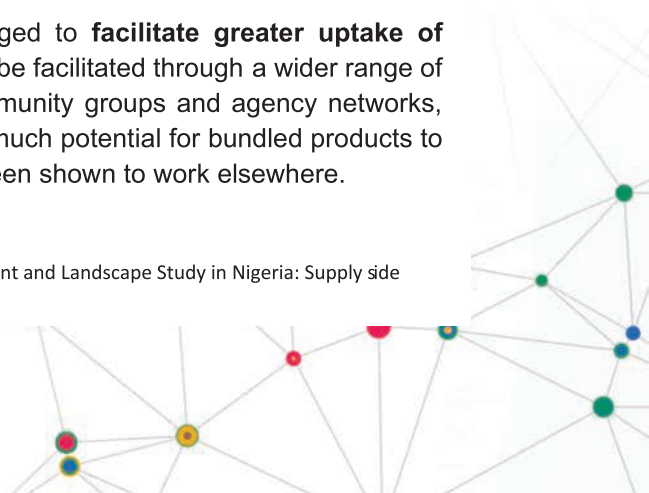 ged to facilitate greater uptake of
be facilitated through a wider range of
munity groups and agency networks,
nuch potential for bundled products to
een shown to work elsewhere.
nt and Landscape Study in Nigeria: Supply side